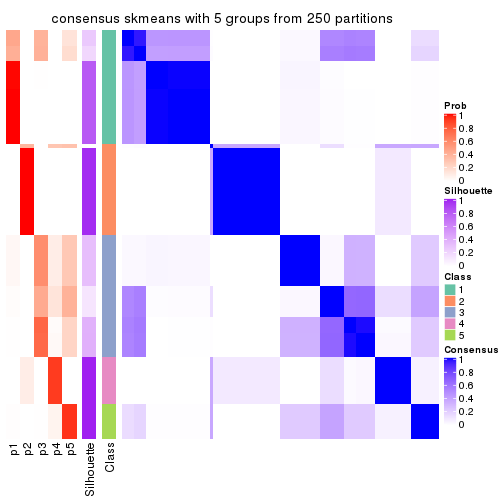 consensus skmeans with 5 groups from 250 partitions
Prob
1
0.8
0.6
0.4
0.2
0
Silhouette
1
0.8
0.6
0.4
0.2
0
Class
1
2
3
4
5
Consensus
1
0.8
0.6
0.4
0.2
0
p1
p2
p3
p4
p5
Silhouette
Class